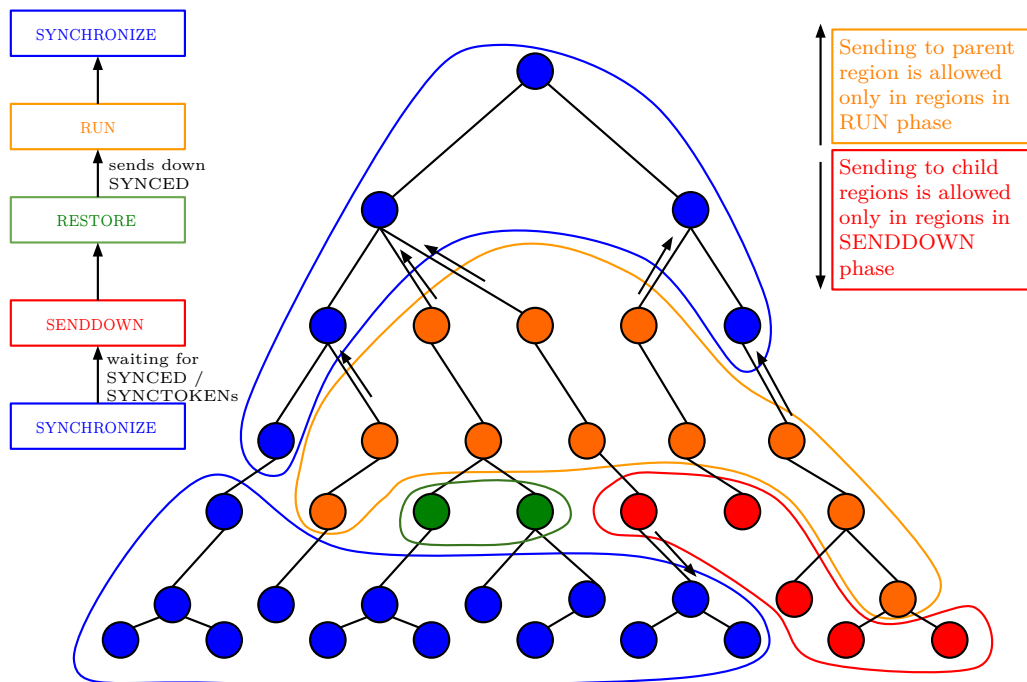 SYNCHRONIZE
RUN
sends down
SYNCED
RESTORE
SENDDOWN
waiting for
SYNCED /
SYNCTOKENs
SYNCHRONIZE
Sending to parent
region is allowed
only in regions in
RUN phase
Sending to child
regions is allowed
only in regions in
SENDDOWN
phase